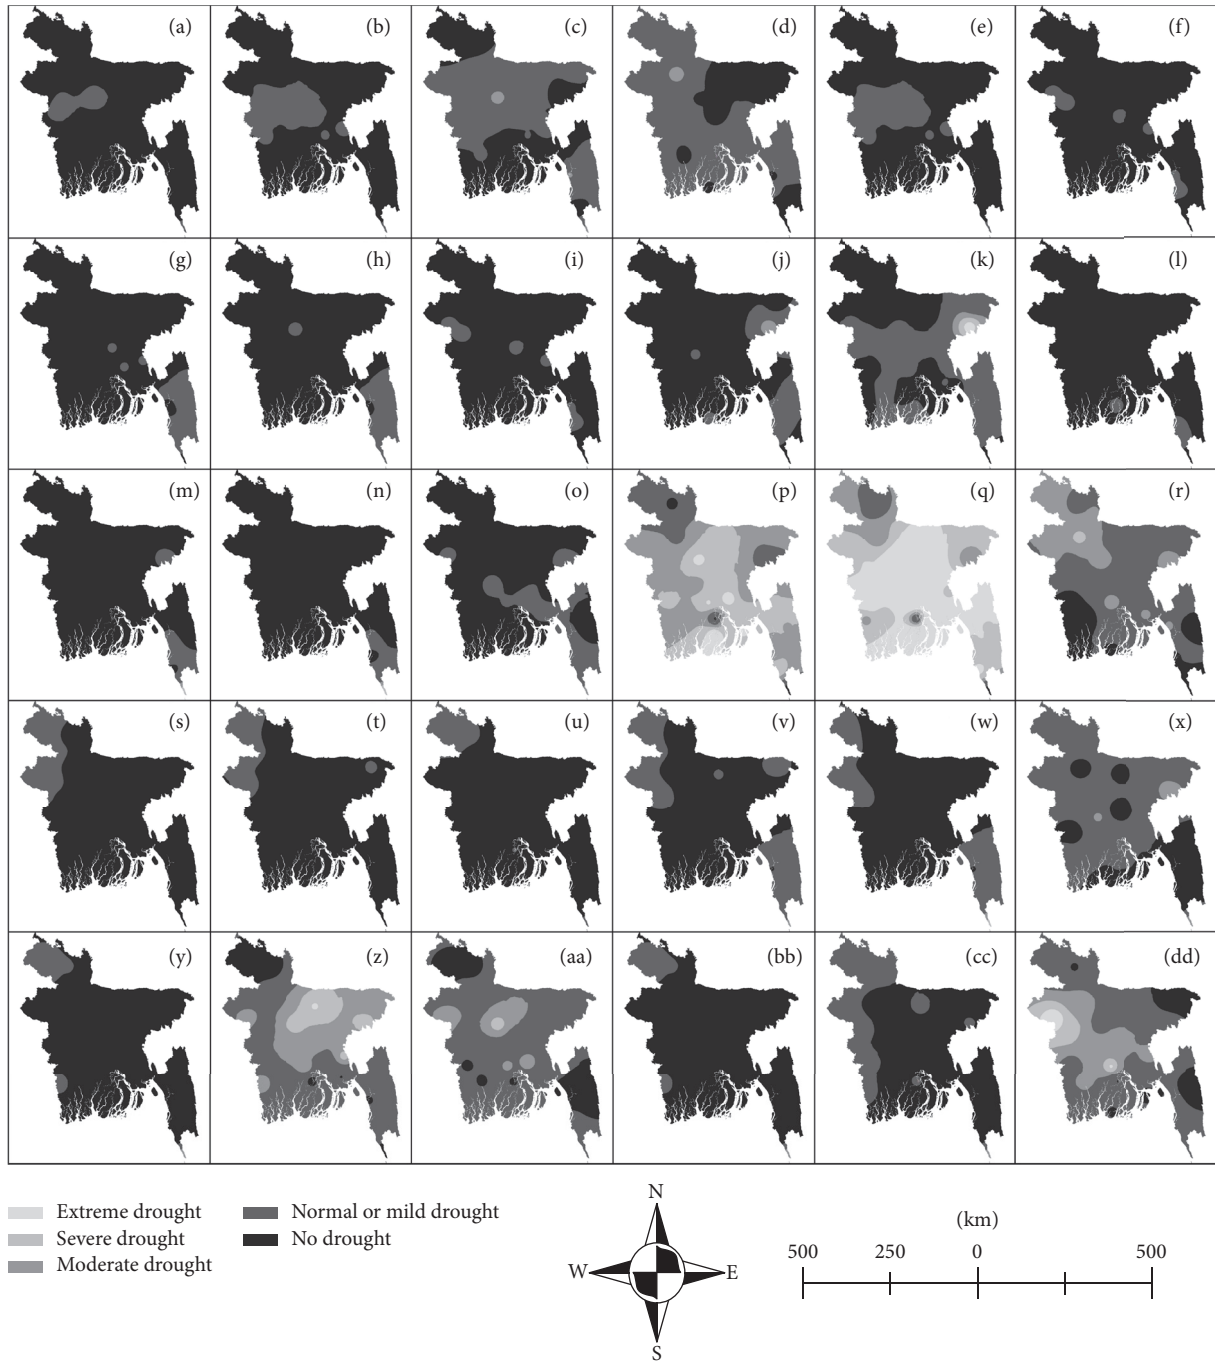 (a) (b) (c) (d) (e) (f)
(g) (h) (i) (j) (k) (l)
(m) (n) (o) (p) (q) (r)
(s) (t) (u) (v) (w) (x)
(y) (z) (aa) (bb) (cc) (dd)
Extreme drought
Severe drought
Moderate drought
Normal or mild drought
No drought
N
W E
S
(km)
500 250 0 500